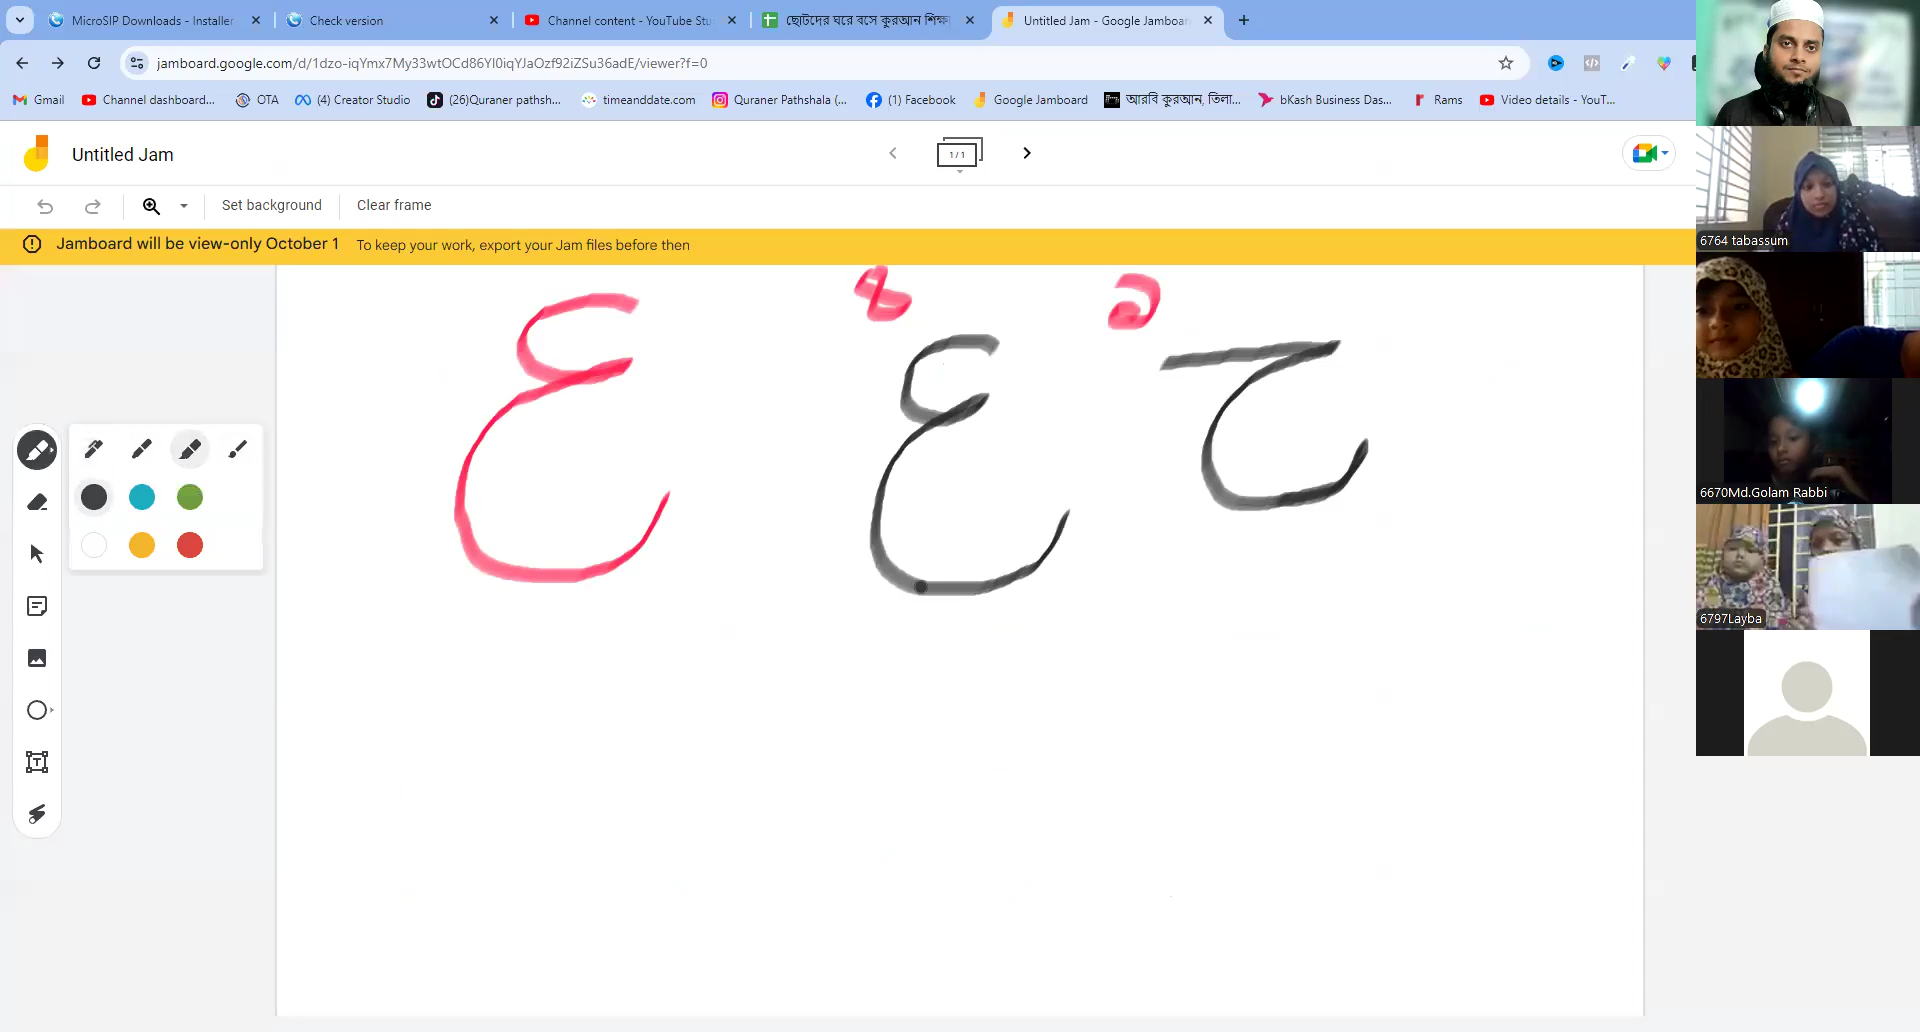 MicroSIP Downloads - Installer
Check version
Channel content - YouTube Stu
ছোটদের ঘরে বসে কুরআন শিক্ষা
Untitled Jam - Google Jamboar
jamboard.google.com/d/1dzo-iqYmx7My33wtOCd86Yl0iqYJaOzf92iZSu36adE/viewer?f=0
Gmail
Channel dashboard...
OTA
(4) Creator Studio
(26)Quraner pathsh...
timeanddate.com
Quraner Pathshala (...
(1) Facebook
Google Jamboard
আরবি কুরআন, তিলা...
bKash Business Das...
Rams
Video details - YouT...
Untitled Jam
1 / 1
Set background
Clear frame
Jamboard will be view-only October 1 To keep your work, export your Jam files before then
ع ع ح
6764 tabassum
6670Md.Golam Rabbi
6797Layba